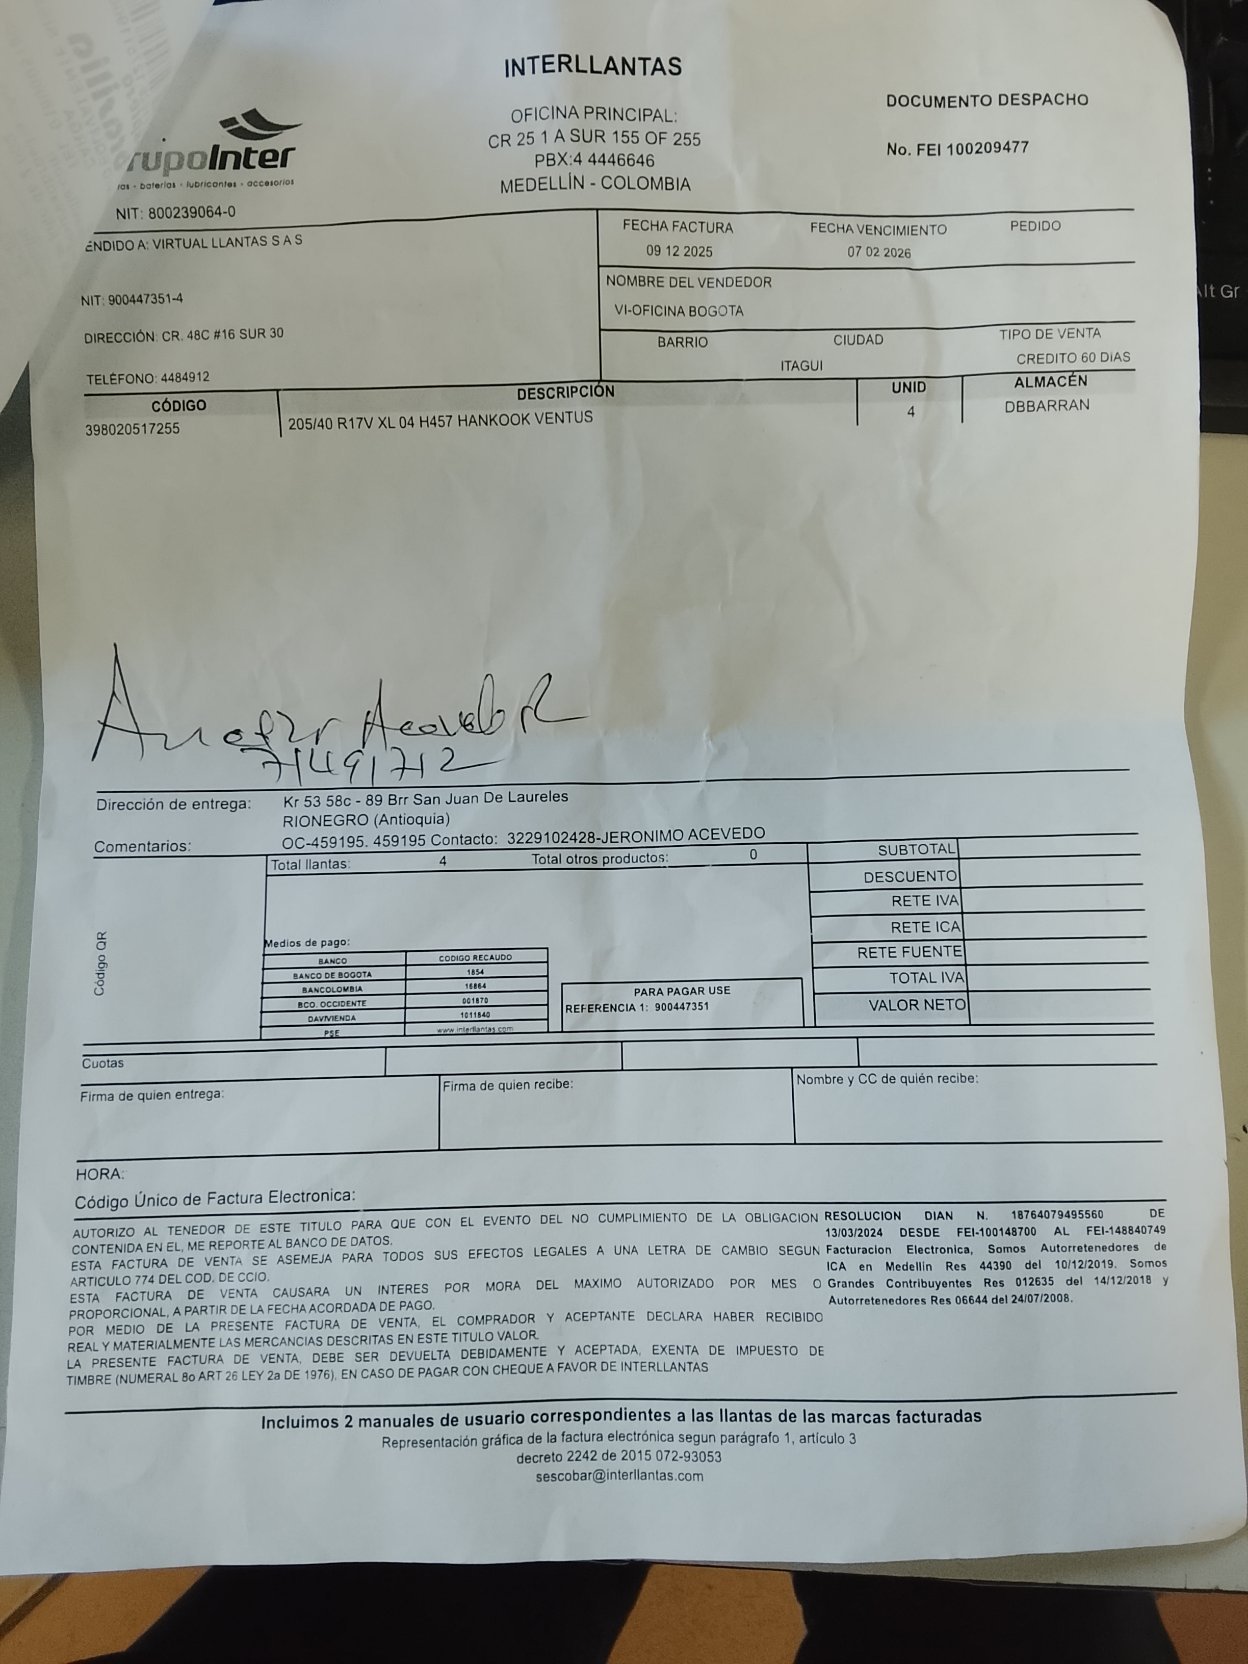 INTERLLANTAS
OFICINA PRINCIPAL:
CR 25 1 A SUR 155 OF 255
PBX:4 4446646
MEDELLÍN - COLOMBIA
DOCUMENTO DESPACHO
No. FEI 100209477
rupoInter
ras - baterías - lubricantes - accesorios
NIT: 800239064-0
ENDIDO A: VIRTUAL LLANTAS S A S
NIT: 900447351-4
DIRECCIÓN: CR. 48C #16 SUR 30
TELÉFONO: 4484912
FECHA FACTURA FECHA VENCIMIENTO PEDIDO
09 12 2025 07 02 2026
NOMBRE DEL VENDEDOR
VI-OFICINA BOGOTA
BARRIO CIUDAD TIPO DE VENTA
ITAGUI CREDITO 60 DIAS
CÓDIGO DESCRIPCIÓN UNID ALMACÉN
398020517255 205/40 R17V XL 04 H457 HANKOOK VENTUS 4 DBBARRAN
Acevedo R
71491712
Dirección de entrega: Kr 53 58c - 89 Brr San Juan De Laureles
RIONEGRO (Antioquia)
Comentarios: OC-459195. 459195 Contacto: 3229102428-JERONIMO ACEVEDO
Total llantas: 4 Total otros productos: 0
Código QR
Medios de pago:
BANCO CODIGO RECAUDO
BANCO DE BOGOTA 1854
BANCOLOMBIA 16864
BCO. OCCIDENTE 001870
DAVIVIENDA 1011840
PSE www.interllantas.com
PARA PAGAR USE
REFERENCIA 1: 900447351
SUBTOTAL
DESCUENTO
RETE IVA
RETE ICA
RETE FUENTE
TOTAL IVA
VALOR NETO
Cuotas
Firma de quien entrega: Firma de quien recibe: Nombre y CC de quién recibe:
HORA:
Código Único de Factura Electronica:
AUTORIZO AL TENEDOR DE ESTE TITULO PARA QUE CON EL EVENTO DEL NO CUMPLIMIENTO DE LA OBLIGACION
CONTENIDA EN EL, ME REPORTE AL BANCO DE DATOS.
ESTA FACTURA DE VENTA SE ASEMEJA PARA TODOS SUS EFECTOS LEGALES A UNA LETRA DE CAMBIO SEGUN
ARTICULO 774 DEL COD. DE CCIO.
ESTA FACTURA DE VENTA CAUSARA UN INTERES POR MORA DEL MAXIMO AUTORIZADO POR MES O
PROPORCIONAL, A PARTIR DE LA FECHA ACORDADA DE PAGO.
POR MEDIO DE LA PRESENTE FACTURA DE VENTA, EL COMPRADOR Y ACEPTANTE DECLARA HABER RECIBIDO
REAL Y MATERIALMENTE LAS MERCANCIAS DESCRITAS EN ESTE TITULO VALOR.
LA PRESENTE FACTURA DE VENTA, DEBE SER DEVUELTA DEBIDAMENTE Y ACEPTADA, EXENTA DE IMPUESTO DE
TIMBRE (NUMERAL 8o ART 26 LEY 2a DE 1976), EN CASO DE PAGAR CON CHEQUE A FAVOR DE INTERLLANTAS
RESOLUCION DIAN N. 18764079495560 DE
13/03/2024 DESDE FEI-100148700 AL FEI-148840749
Facturacion Electronica, Somos Autorretenedores de
ICA en Medellin Res 44390 del 10/12/2019. Somos
Grandes Contribuyentes Res 012635 del 14/12/2018 y
Autorretenedores Res 06644 del 24/07/2008.
Incluimos 2 manuales de usuario correspondientes a las llantas de las marcas facturadas
Representación gráfica de la factura electrónica segun parágrafo 1, artículo 3
decreto 2242 de 2015 072-93053
sescobar@interllantas.com
Alt Gr